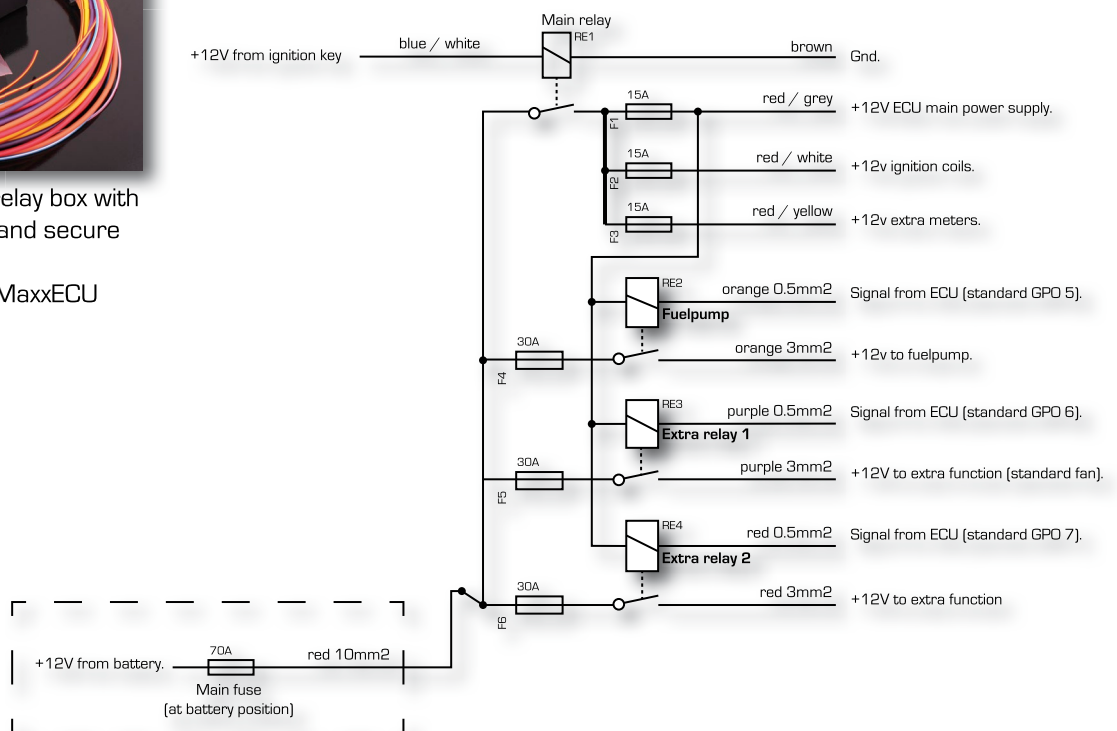 Main relay
RE1
+12V from ignition key
blue / white
brown
Gnd.
15A
F1
red / grey
+12V ECU main power supply.
15A
F2
red / white
+12v ignition coils.
15A
F3
red / yellow
+12v extra meters.
elay box with
and secure
MaxxECU
RE2
Fuelpump
orange 0.5mm2
Signal from ECU (standard GPO 5).
30A
F4
orange 3mm2
+12v to fuelpump.
RE3
Extra relay 1
purple 0.5mm2
Signal from ECU (standard GPO 6).
30A
F5
purple 3mm2
+12V to extra function (standard fan).
RE4
Extra relay 2
red 0.5mm2
Signal from ECU (standard GPO 7).
30A
F6
red 3mm2
+12V to extra function
+12V from battery.
70A
red 10mm2
Main fuse
(at battery position)